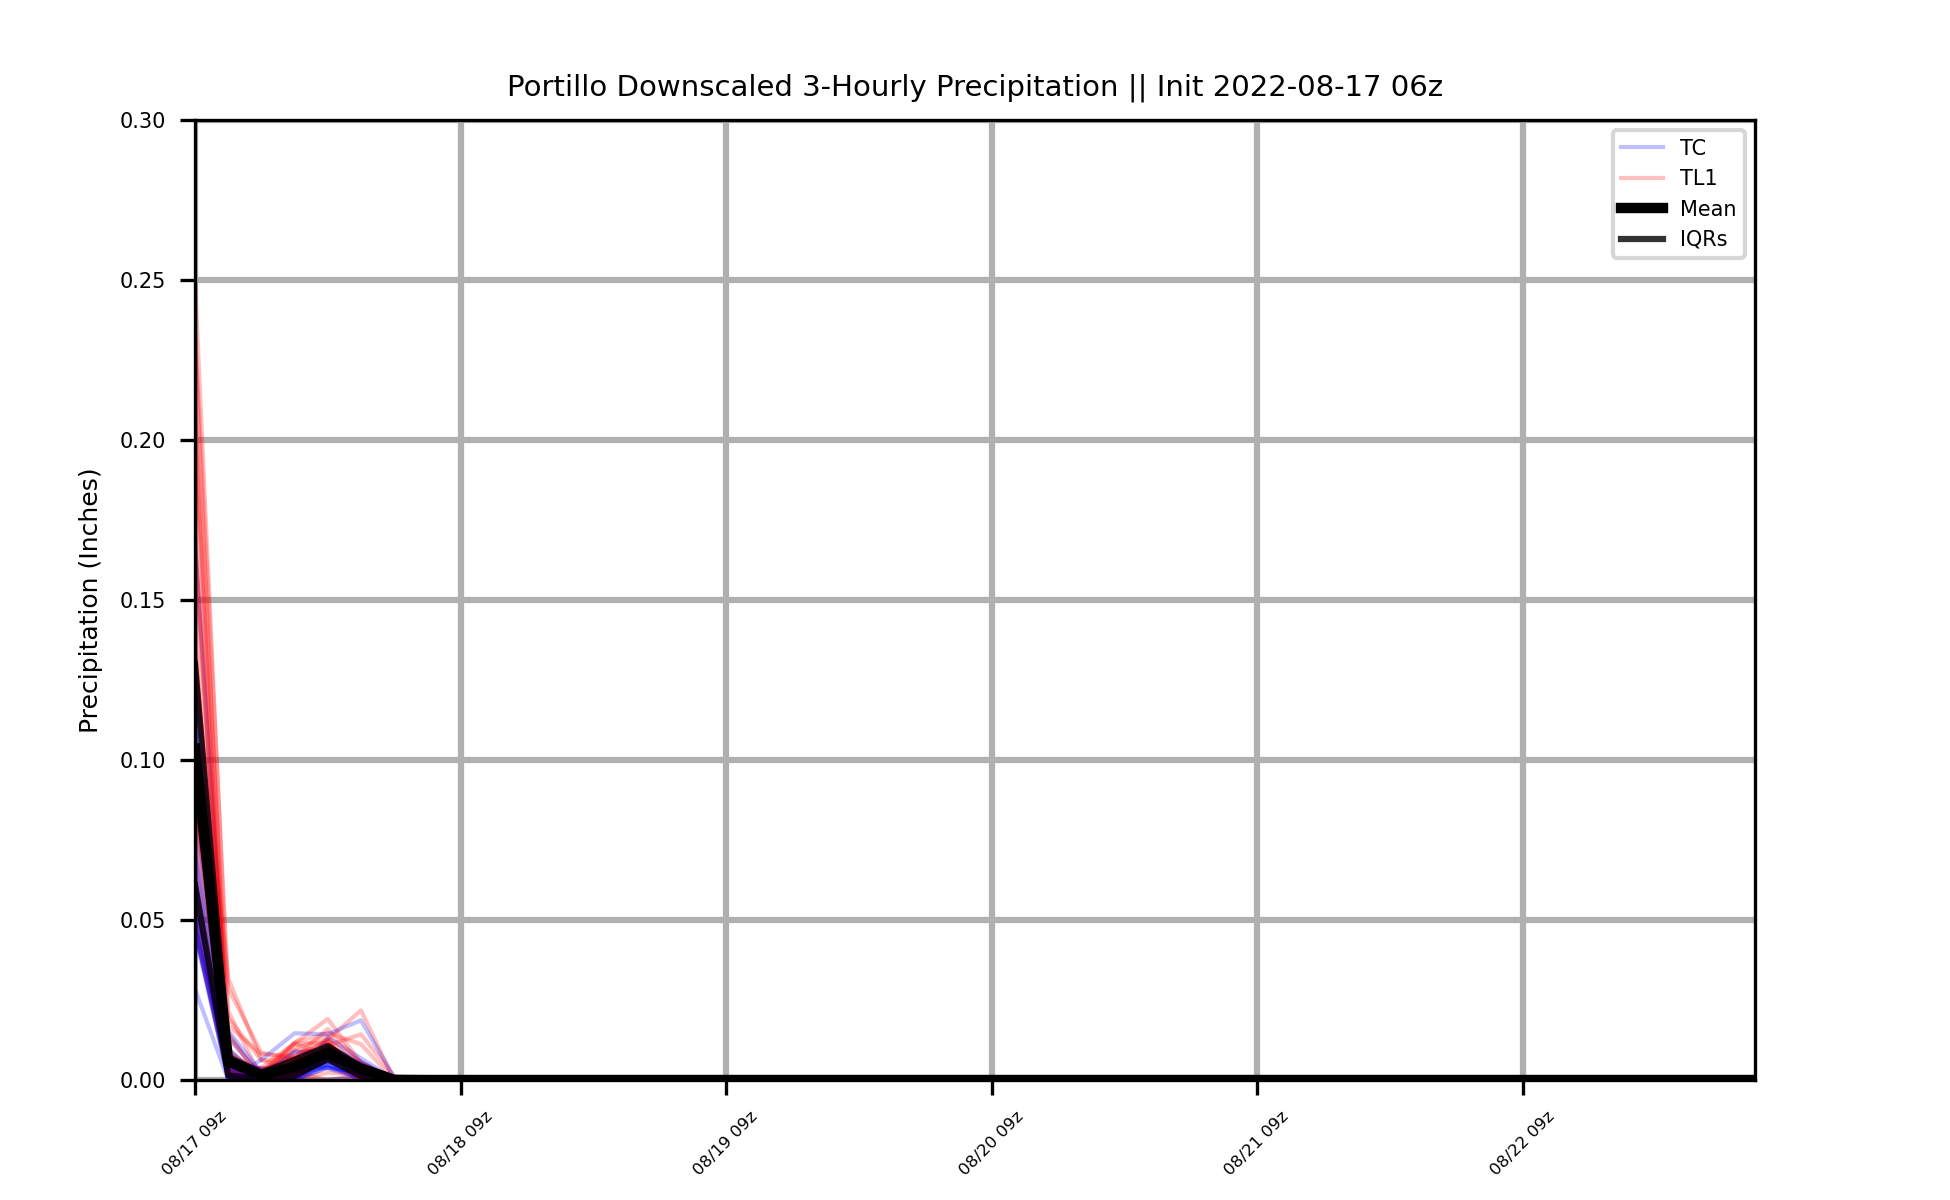 Portillo Downscaled 3-Hourly Precipitation || Init 2022-08-17 06z
0.30
0.25
0.20
0.15
0.10
0.05
0.00
Precipitation (Inches)
TC
TL1
Mean
IQRs
08/17 09z
08/18 09z
08/19 09z
08/20 09z
08/21 09z
08/22 09z